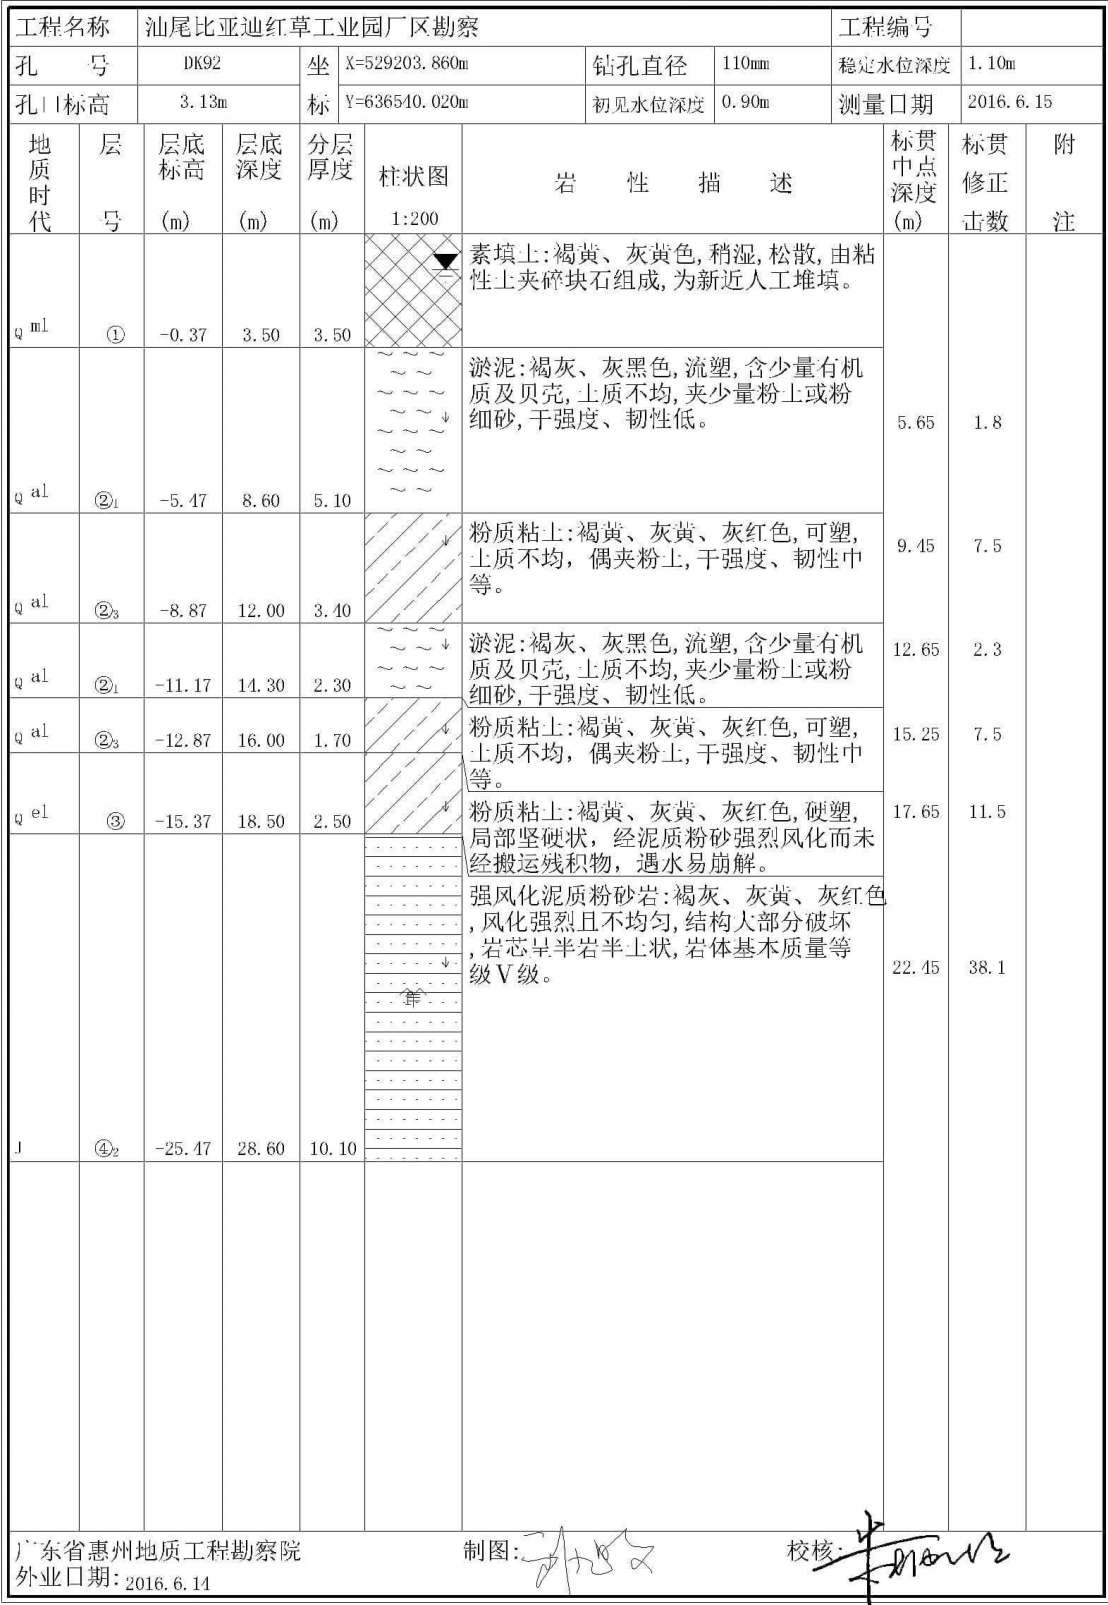 工程名称 汕尾比亚迪红草工业园厂区勘察 工程编号
孔 号 DK92 坐 X=529203.860m 钻孔直径 110mm 稳定水位深度 1.10m
孔口标高 3.13m 标 Y=636540.020m 初见水位深度 0.90m 测量日期 2016.6.15
地质时代 层号 层底标高(m) 层底深度(m) 分层厚度(m) 柱状图1:200 岩性描述 标贯中点深度(m) 标贯修正击数 附注
素填土:褐黄、灰黄色,稍湿,松散,由粘
性土夹碎块石组成,为新近人工堆填。
Q ml ① -0.37 3.50 3.50
淤泥:褐灰、灰黑色,流塑,含少量有机
质及贝壳,土质不均,夹少量粉土或粉
细砂,干强度、韧性低。
5.65 1.8
Q al ②1 -5.47 8.60 5.10
粉质粘土:褐黄、灰黄、灰红色,可塑,
土质不均，偶夹粉土,干强度、韧性中
等。
9.45 7.5
Q al ②3 -8.87 12.00 3.40
淤泥:褐灰、灰黑色,流塑,含少量有机
质及贝壳,土质不均,夹少量粉土或粉
细砂,干强度、韧性低。
12.65 2.3
Q al ②1 -11.17 14.30 2.30
粉质粘土:褐黄、灰黄、灰红色,可塑,
土质不均，偶夹粉土,干强度、韧性中
等。
15.25 7.5
Q al ②3 -12.87 16.00 1.70
粉质粘土:褐黄、灰黄、灰红色,硬塑,
局部坚硬状，经泥质粉砂强烈风化而未
经搬运残积物，遇水易崩解。
17.65 11.5
Q el ③ -15.37 18.50 2.50
强风化泥质粉砂岩:褐灰、灰黄、灰红色
,风化强烈且不均匀,结构大部分破坏
,岩芯呈半岩半土状,岩体基本质量等
级Ⅴ级。
22.45 38.1
J ④2 -25.47 28.60 10.10
广东省惠州地质工程勘察院 制图: 校核:
外业日期: 2016.6.14